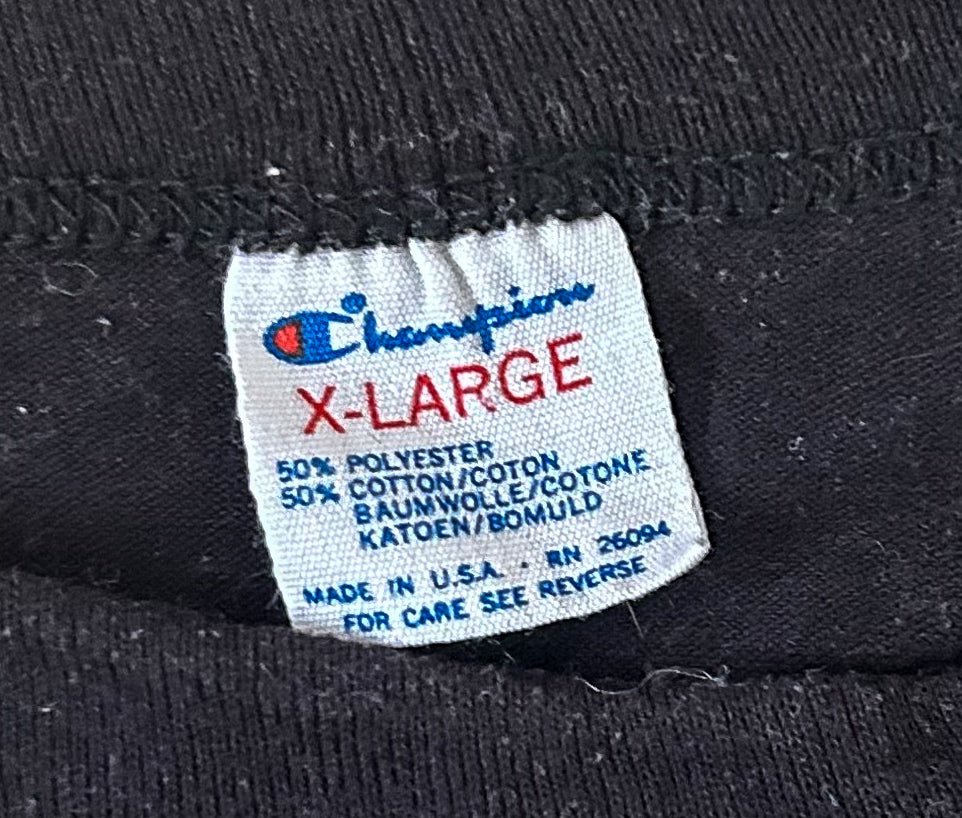 Champion®
X-LARGE
50% POLYESTER
50% COTTON/COTON
BAUMWOLLE/COTONE
KATOEN/BOMULD
MADE IN U.S.A. · RN 26094
FOR CARE SEE REVERSE